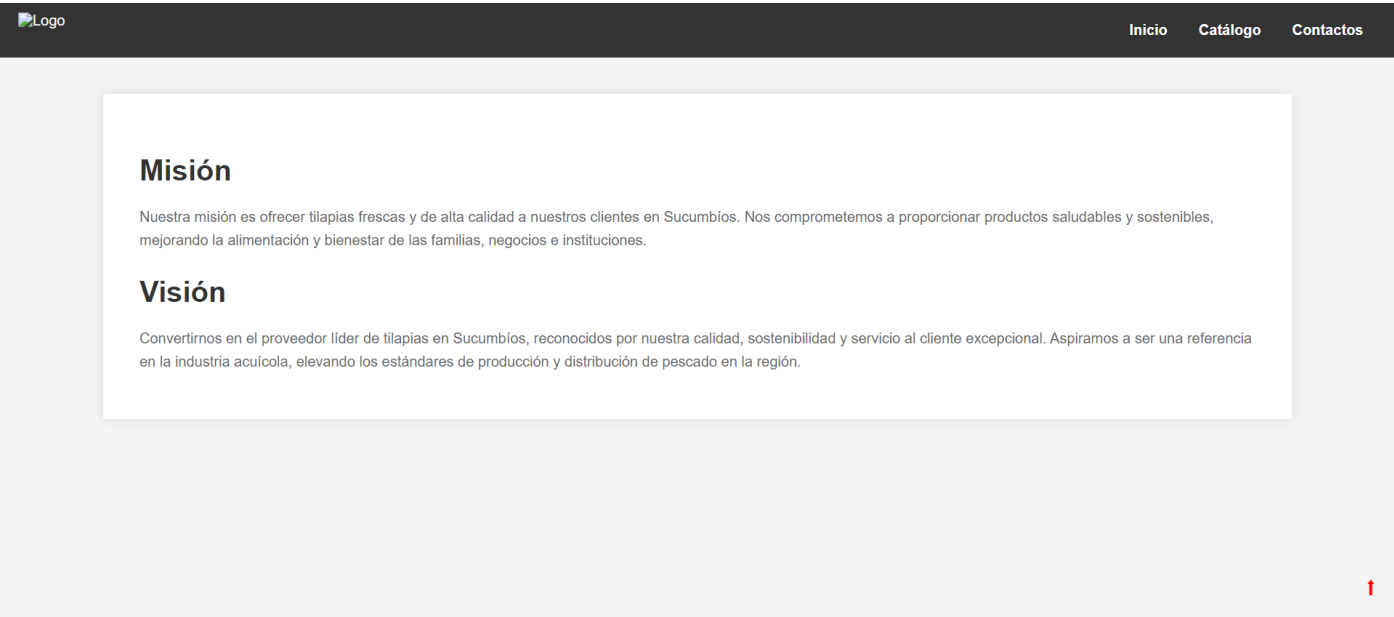 Logo
Inicio Catálogo Contactos
Misión
Nuestra misión es ofrecer tilapias frescas y de alta calidad a nuestros clientes en Sucumbíos. Nos comprometemos a proporcionar productos saludables y sostenibles,
mejorando la alimentación y bienestar de las familias, negocios e instituciones.
Visión
Convertirnos en el proveedor líder de tilapias en Sucumbíos, reconocidos por nuestra calidad, sostenibilidad y servicio al cliente excepcional. Aspiramos a ser una referencia
en la industria acuícola, elevando los estándares de producción y distribución de pescado en la región.